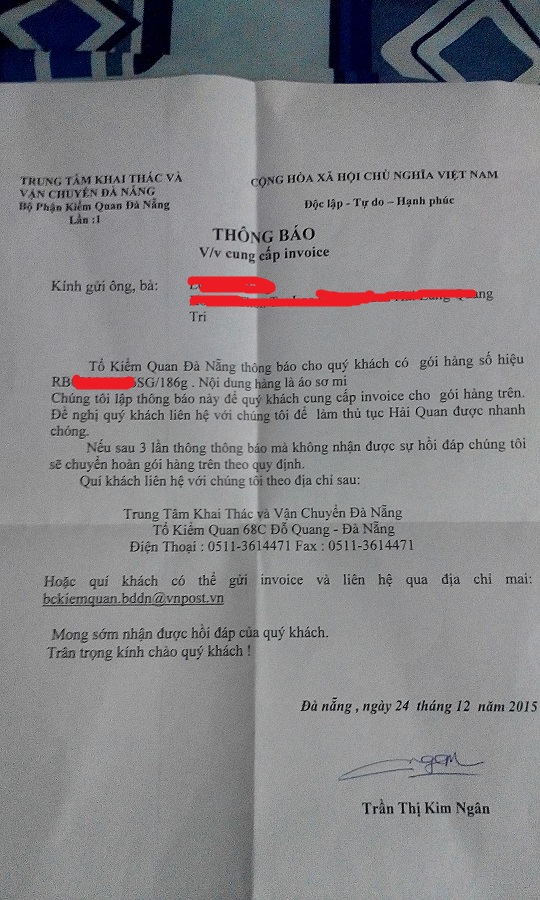 TRUNG TÂM KHAI THÁC VÀ
VẬN CHUYỂN ĐÀ NẴNG
Bộ Phận Kiểm Quan Đà Nẵng
Lần :1
CỘNG HÒA XÃ HỘI CHỦ NGHĨA VIỆT NAM
Độc lập - Tự do – Hạnh phúc
THÔNG BÁO
V/v cung cấp invoice
Kính gửi ông, bà:
Trị
Tổ Kiểm Quan Đà Nẵng thông báo cho quý khách có gói hàng số hiệu
RB SG/186g . Nội dung hàng là áo sơ mi
Chúng tôi lập thông báo này để quý khách cung cấp invoice cho gói hàng trên.
Đề nghị quý khách liên hệ với chúng tôi để làm thủ tục Hải Quan được nhanh
chóng.
Nếu sau 3 lần thông thông báo mà không nhận được sự hồi đáp chúng tôi
sẽ chuyển hoàn gói hàng trên theo quy định.
Quí khách liên hệ với chúng tôi theo địa chỉ sau:
Trung Tâm Khai Thác và Vận Chuyển Đà Nẵng
Tổ Kiểm Quan 68C Đỗ Quang - Đà Nẵng
Điện Thoại : 0511-3614471 Fax : 0511-3614471
Hoặc quí khách có thể gửi invoice và liên hệ qua địa chỉ mai:
bckiemquan.bddn@vnpost.vn
Mong sớm nhận được hồi đáp của quý khách.
Trân trọng kính chào quý khách !
Đà nẵng , ngày 24 tháng 12 năm 2015
Trần Thị Kim Ngân